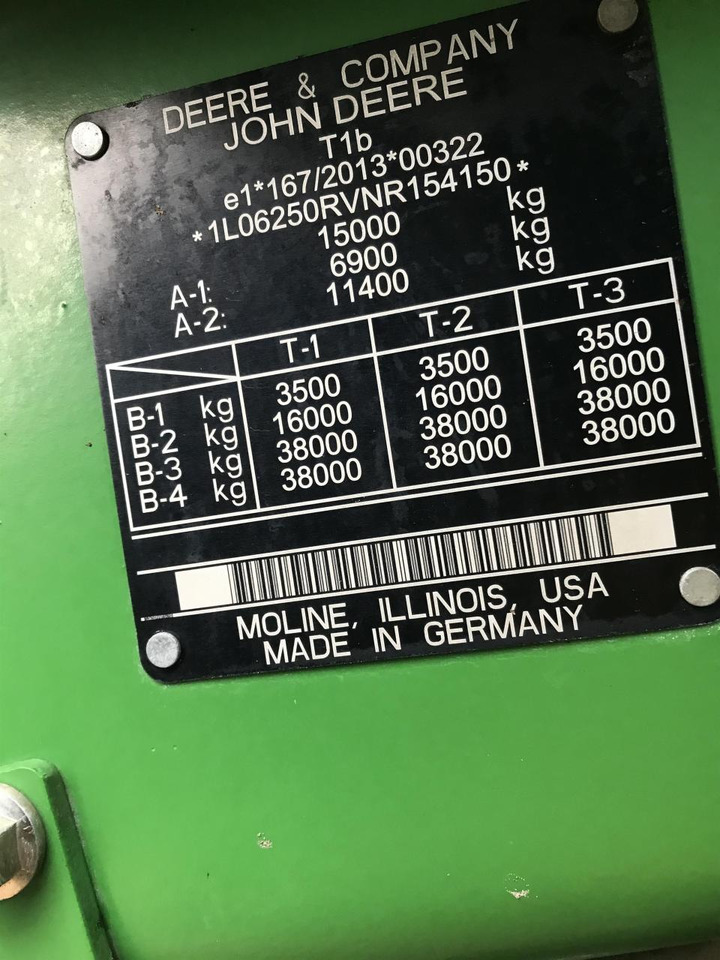 DEERE & COMPANY
JOHN DEERE
T1b
e1*167/2013*00322
*1L06250RVNR154150*
15000 kg
A-1: 6900 kg
A-2: 11400 kg
T-1 T-2 T-3
B-1 kg 3500 3500 3500
B-2 kg 16000 16000 16000
B-3 kg 38000 38000 38000
B-4 kg 38000 38000 38000
MOLINE, ILLINOIS, USA
MADE IN GERMANY